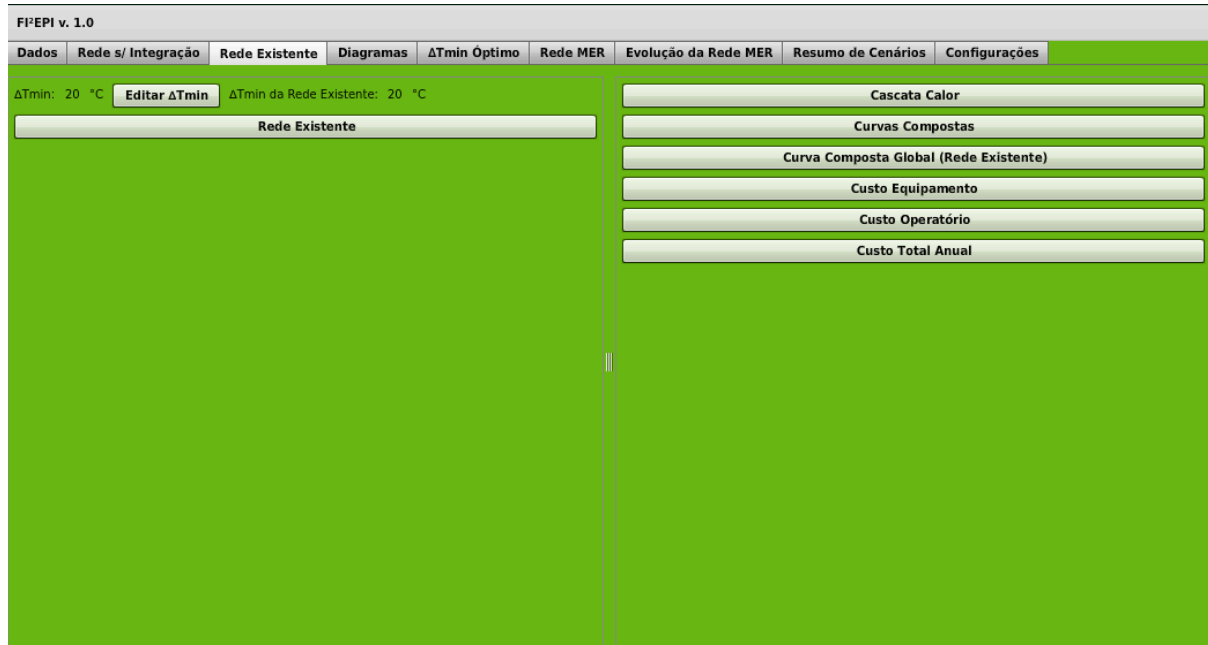 FI²EPI v. 1.0
Dados Rede s/ Integração Rede Existente Diagramas ΔTmin Óptimo Rede MER Evolução da Rede MER Resumo de Cenários Configurações
ΔTmin: 20 °C Editar ΔTmin ΔTmin da Rede Existente: 20 °C
Rede Existente
Cascata Calor
Curvas Compostas
Curva Composta Global (Rede Existente)
Custo Equipamento
Custo Operatório
Custo Total Anual